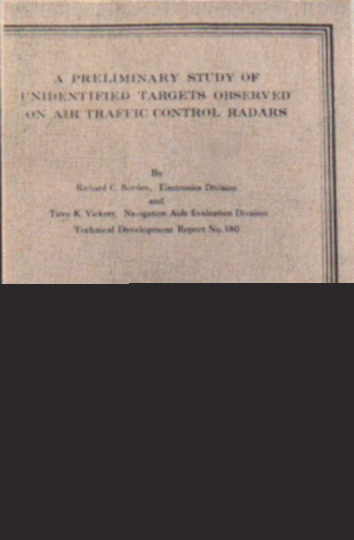 A PRELIMINARY STUDY OF
UNIDENTIFIED TARGETS OBSERVED
ON AIR TRAFFIC CONTROL RADARS
By
Richard C. Borden, Electronics Division
and
Tirey K. Vickers, Navigation Aids Evaluation Division
Technical Development Report No. 180